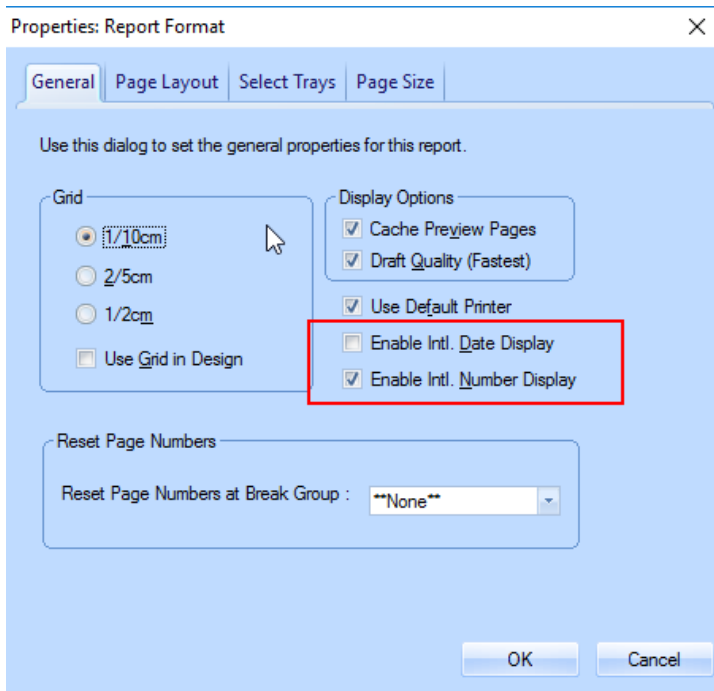 Properties: Report Format
General Page Layout Select Trays Page Size
Use this dialog to set the general properties for this report.
Grid
1/10cm
2/5cm
1/2cm
Use Grid in Design
Display Options
Cache Preview Pages
Draft Quality (Fastest)
Use Default Printer
Enable Intl. Date Display
Enable Intl. Number Display
Reset Page Numbers
Reset Page Numbers at Break Group : **None**
OK Cancel